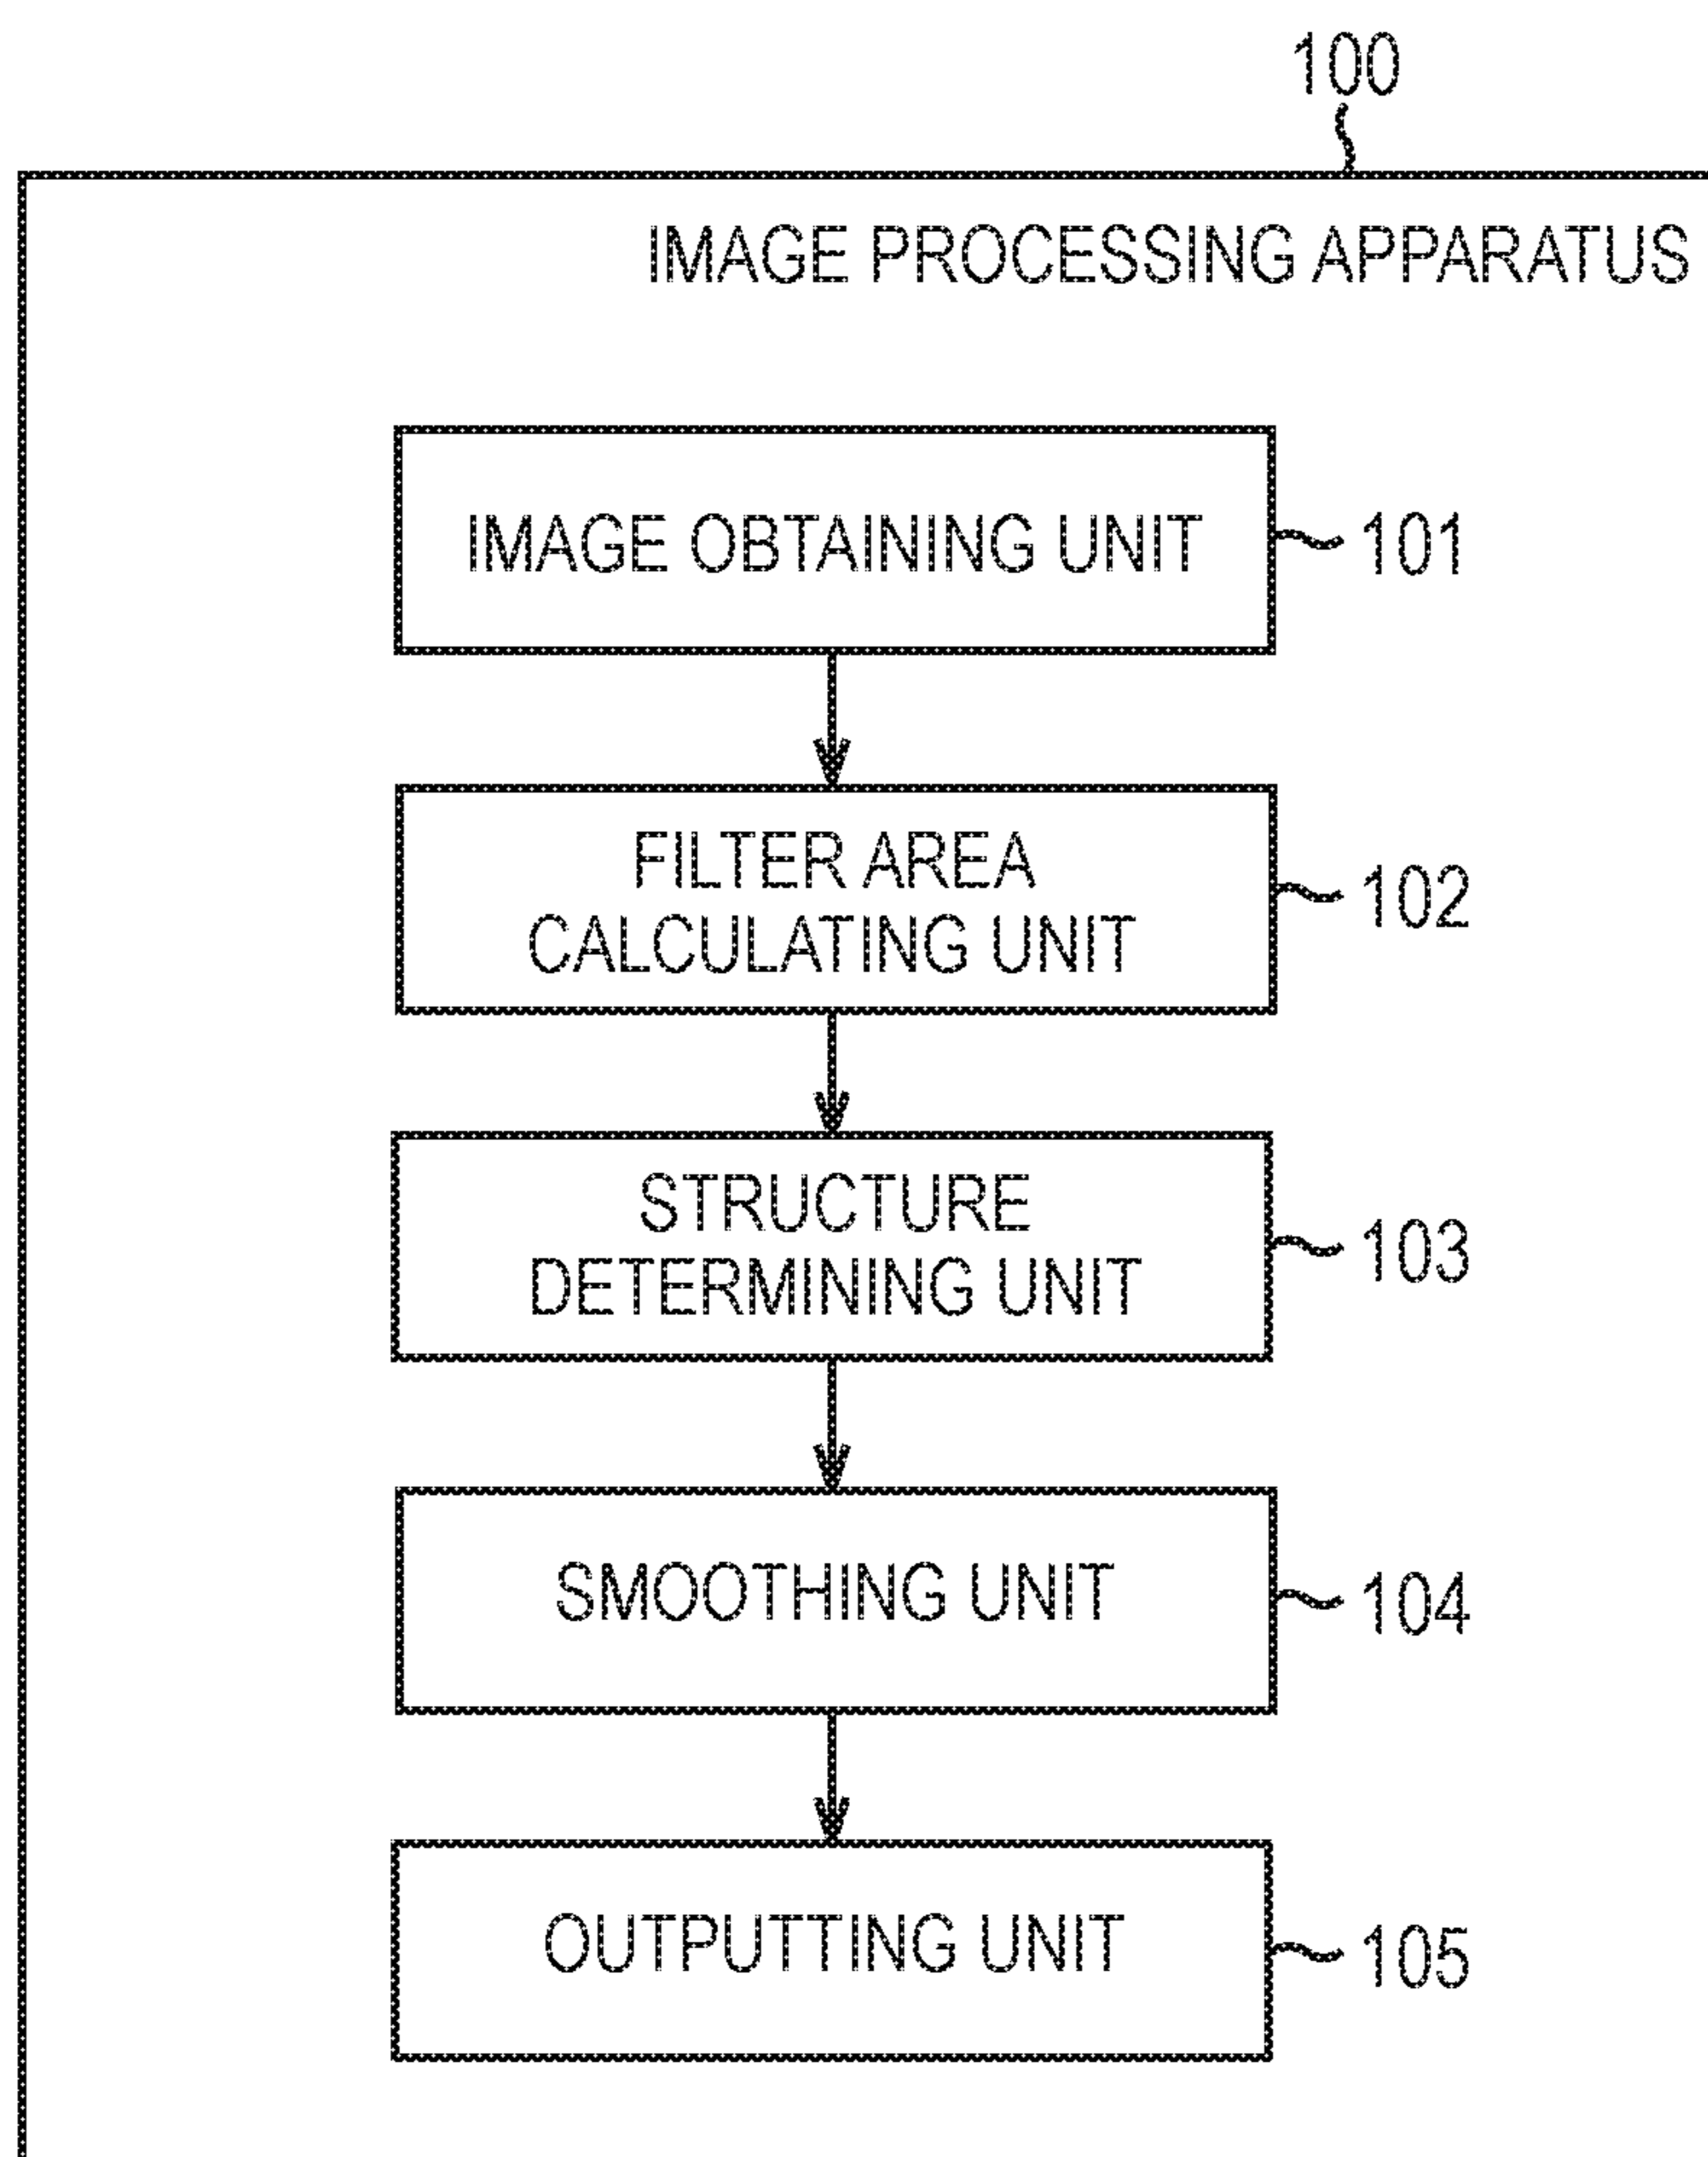 100
IMAGE PROCESSING APPARATUS
IMAGE OBTAINING UNIT
101
FILTER AREA
CALCULATING UNIT
102
STRUCTURE
DETERMINING UNIT
103
SMOOTHING UNIT
104
OUTPUTTING UNIT
105